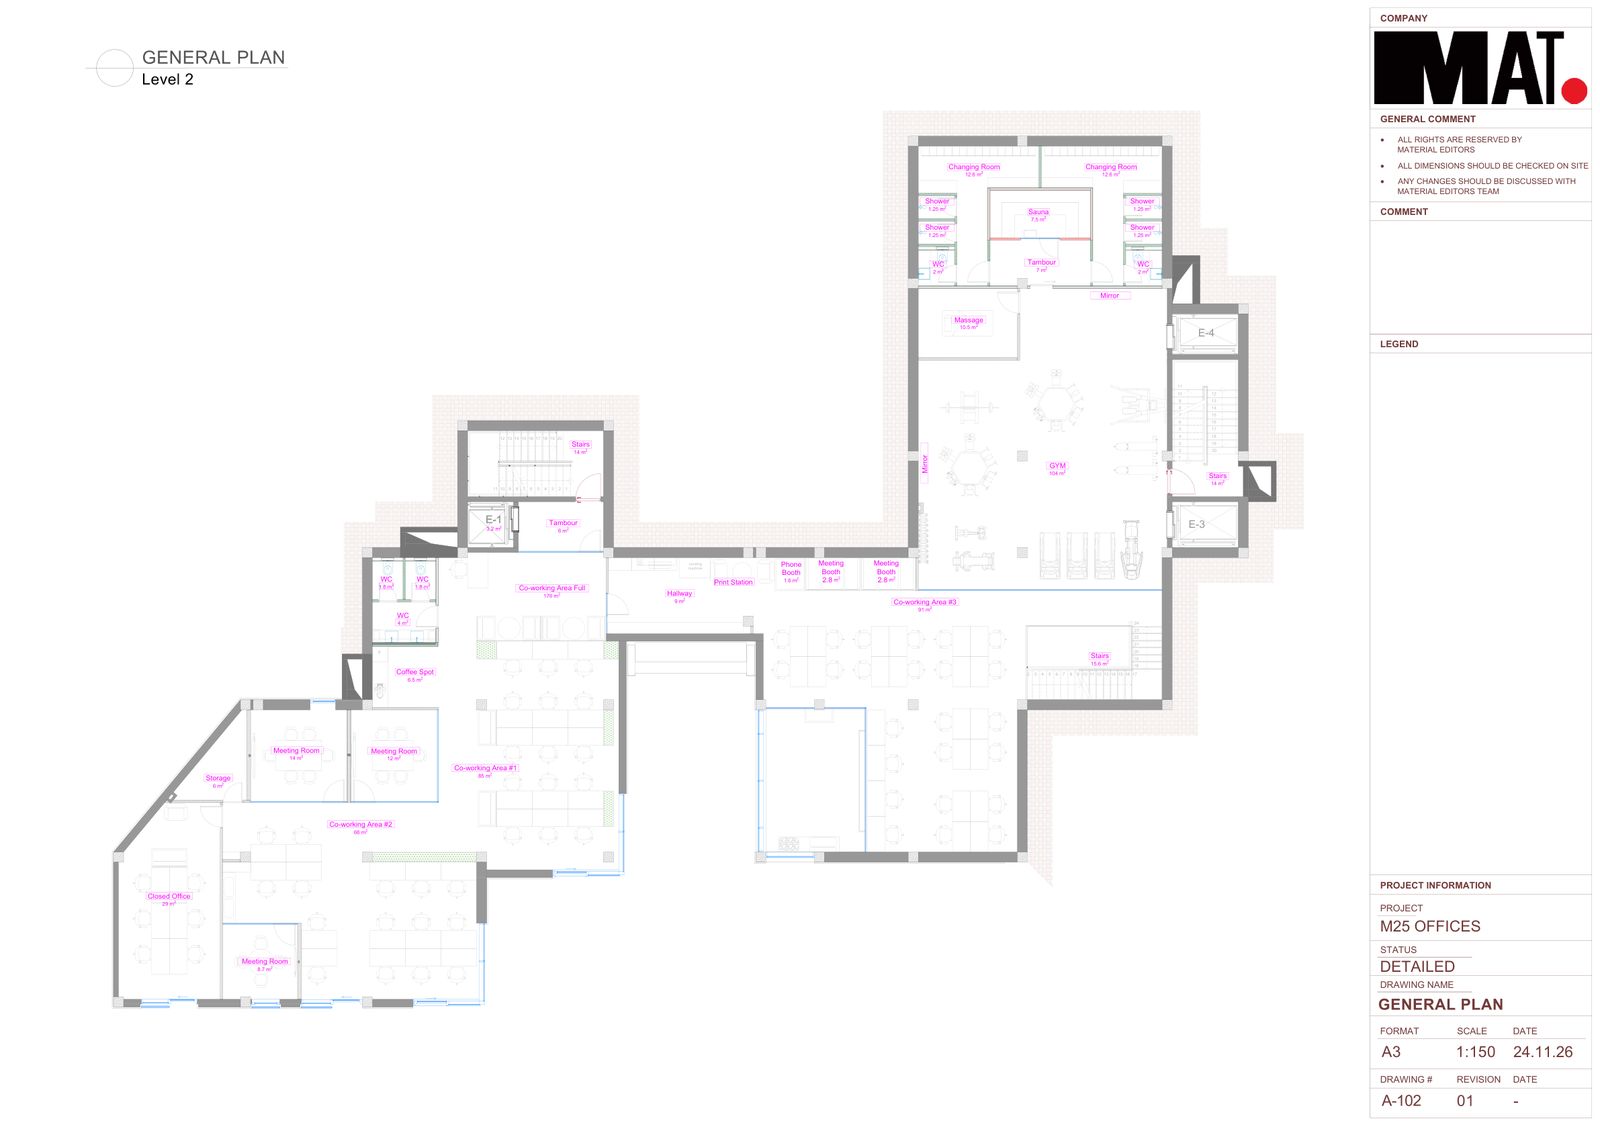 GENERAL PLAN
Level 2
Changing Room
12.6 m²
Changing Room
12.6 m²
Shower
1.25 m²
Sauna
7.5 m²
Shower
1.25 m²
Shower
1.25 m²
Shower
1.25 m²
WC
2 m²
Tambour
7 m²
WC
2 m²
Mirror
Massage
10.5 m²
E-4
Mirror
GYM
104 m²
Stairs
14 m²
E-3
Stairs
14 m²
E-1
3.2 m²
Tambour
6 m²
WC
1.8 m²
WC
1.8 m²
WC
4 m²
Co-working Area Full
178 m²
Hallway
9 m²
Print Station
Phone
Booth
1.6 m²
Meeting
Booth
2.8 m²
Meeting
Booth
2.8 m²
Co-working Area #3
91 m²
Stairs
15.6 m²
Coffee Spot
6.5 m²
Meeting Room
14 m²
Meeting Room
12 m²
Storage
6 m²
Co-working Area #1
85 m²
Co-working Area #2
68 m²
Closed Office
29 m²
Meeting Room
8.7 m²
COMPANY
MAT.
GENERAL COMMENT
• ALL RIGHTS ARE RESERVED BY
MATERIAL EDITORS
• ALL DIMENSIONS SHOULD BE CHECKED ON SITE
• ANY CHANGES SHOULD BE DISCUSSED WITH
MATERIAL EDITORS TEAM
COMMENT
LEGEND
PROJECT INFORMATION
PROJECT
M25 OFFICES
STATUS
DETAILED
DRAWING NAME
GENERAL PLAN
FORMAT SCALE DATE
A3 1:150 24.11.26
DRAWING # REVISION DATE
A-102 01 -